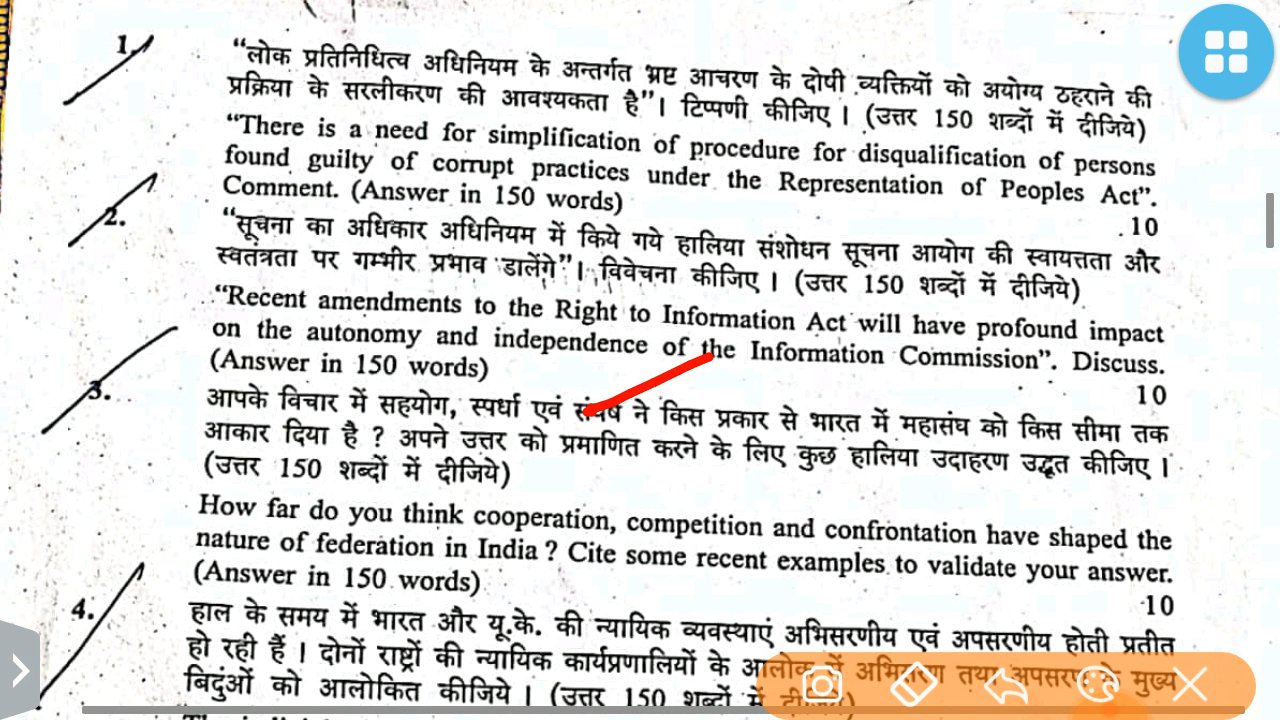 1.
“लोक प्रतिनिधित्व अधिनियम के अन्तर्गत भ्रष्ट आचरण के दोषी व्यक्तियों को अयोग्य ठहराने की
प्रक्रिया के सरलीकरण की आवश्यकता है”। टिप्पणी कीजिए। (उत्तर 150 शब्दों में दीजिये)
“There is a need for simplification of procedure for disqualification of persons
found guilty of corrupt practices under the Representation of Peoples Act”.
Comment. (Answer in 150 words)
10
2.
“सूचना का अधिकार अधिनियम में किये गये हालिया संशोधन सूचना आयोग की स्वायत्तता और
स्वतंत्रता पर गम्भीर प्रभाव डालेंगे”। विवेचना कीजिए। (उत्तर 150 शब्दों में दीजिये)
“Recent amendments to the Right to Information Act will have profound impact
on the autonomy and independence of the Information Commission”. Discuss.
(Answer in 150 words)
10
3.
आपके विचार में सहयोग, स्पर्धा एवं संघर्ष ने किस प्रकार से भारत में महासंघ को किस सीमा तक
आकार दिया है ? अपने उत्तर को प्रमाणित करने के लिए कुछ हालिया उदाहरण उद्धृत कीजिए।
(उत्तर 150 शब्दों में दीजिये)
How far do you think cooperation, competition and confrontation have shaped the
nature of federation in India ? Cite some recent examples to validate your answer.
(Answer in 150 words)
10
4.
हाल के समय में भारत और यू.के. की न्यायिक व्यवस्थाएं अभिसरणीय एवं अपसरणीय होती प्रतीत
हो रही हैं। दोनों राष्ट्रों की न्यायिक कार्यप्रणालियों के आलोक में अभिसरण तथा अपसरण के मुख्य
बिंदुओं को आलोकित कीजिये। (उत्तर 150 शब्दों में दीजिये)